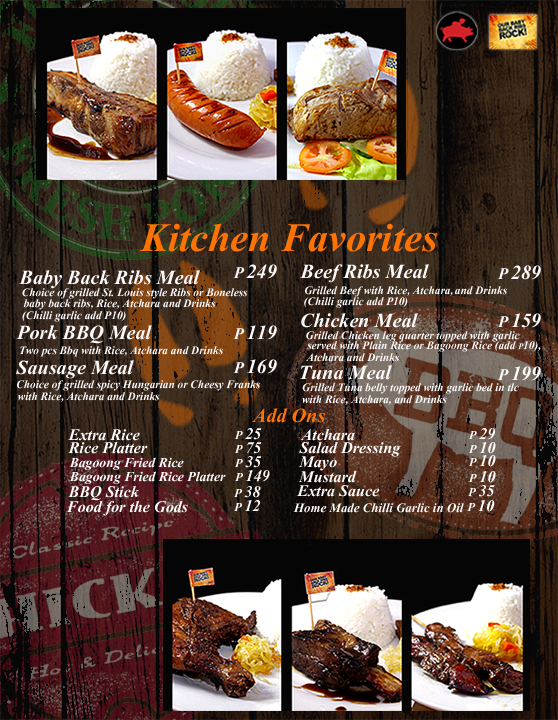 OUR BABY
BACK RIBS
ROCK!
Kitchen Favorites
Baby Back Ribs Meal P 249
Choice of grilled St. Louis style Ribs or Boneless
baby back ribs, Rice, Atchara and Drinks
(Chilli garlic add P10)
Pork BBQ Meal P 119
Two pcs Bbq with Rice, Atchara and Drinks
Sausage Meal P 169
Choice of grilled spicy Hungarian or Cheesy Franks
with Rice, Atchara and Drinks
Beef Ribs Meal P 289
Grilled Beef with Rice, Atchara, and Drinks
(Chilli garlic add P10)
Chicken Meal P 159
Grilled Chicken leg quarter topped with garlic
served with Plain Rice or Bagoong Rice (add P10),
Atchara and Drinks
Tuna Meal P 199
Grilled Tuna belly topped with garlic bed in tlc
with Rice, Atchara, and Drinks
Add Ons
Extra Rice P 25
Rice Platter P 75
Bagoong Fried Rice P 35
Bagoong Fried Rice Platter P 149
BBQ Stick P 38
Food for the Gods P 12
Atchara P 29
Salad Dressing P 10
Mayo P 10
Mustard P 10
Extra Sauce P 35
Home Made Chilli Garlic in Oil P 10
BBQ
Classic Recipe
HICK
Hot & Delic